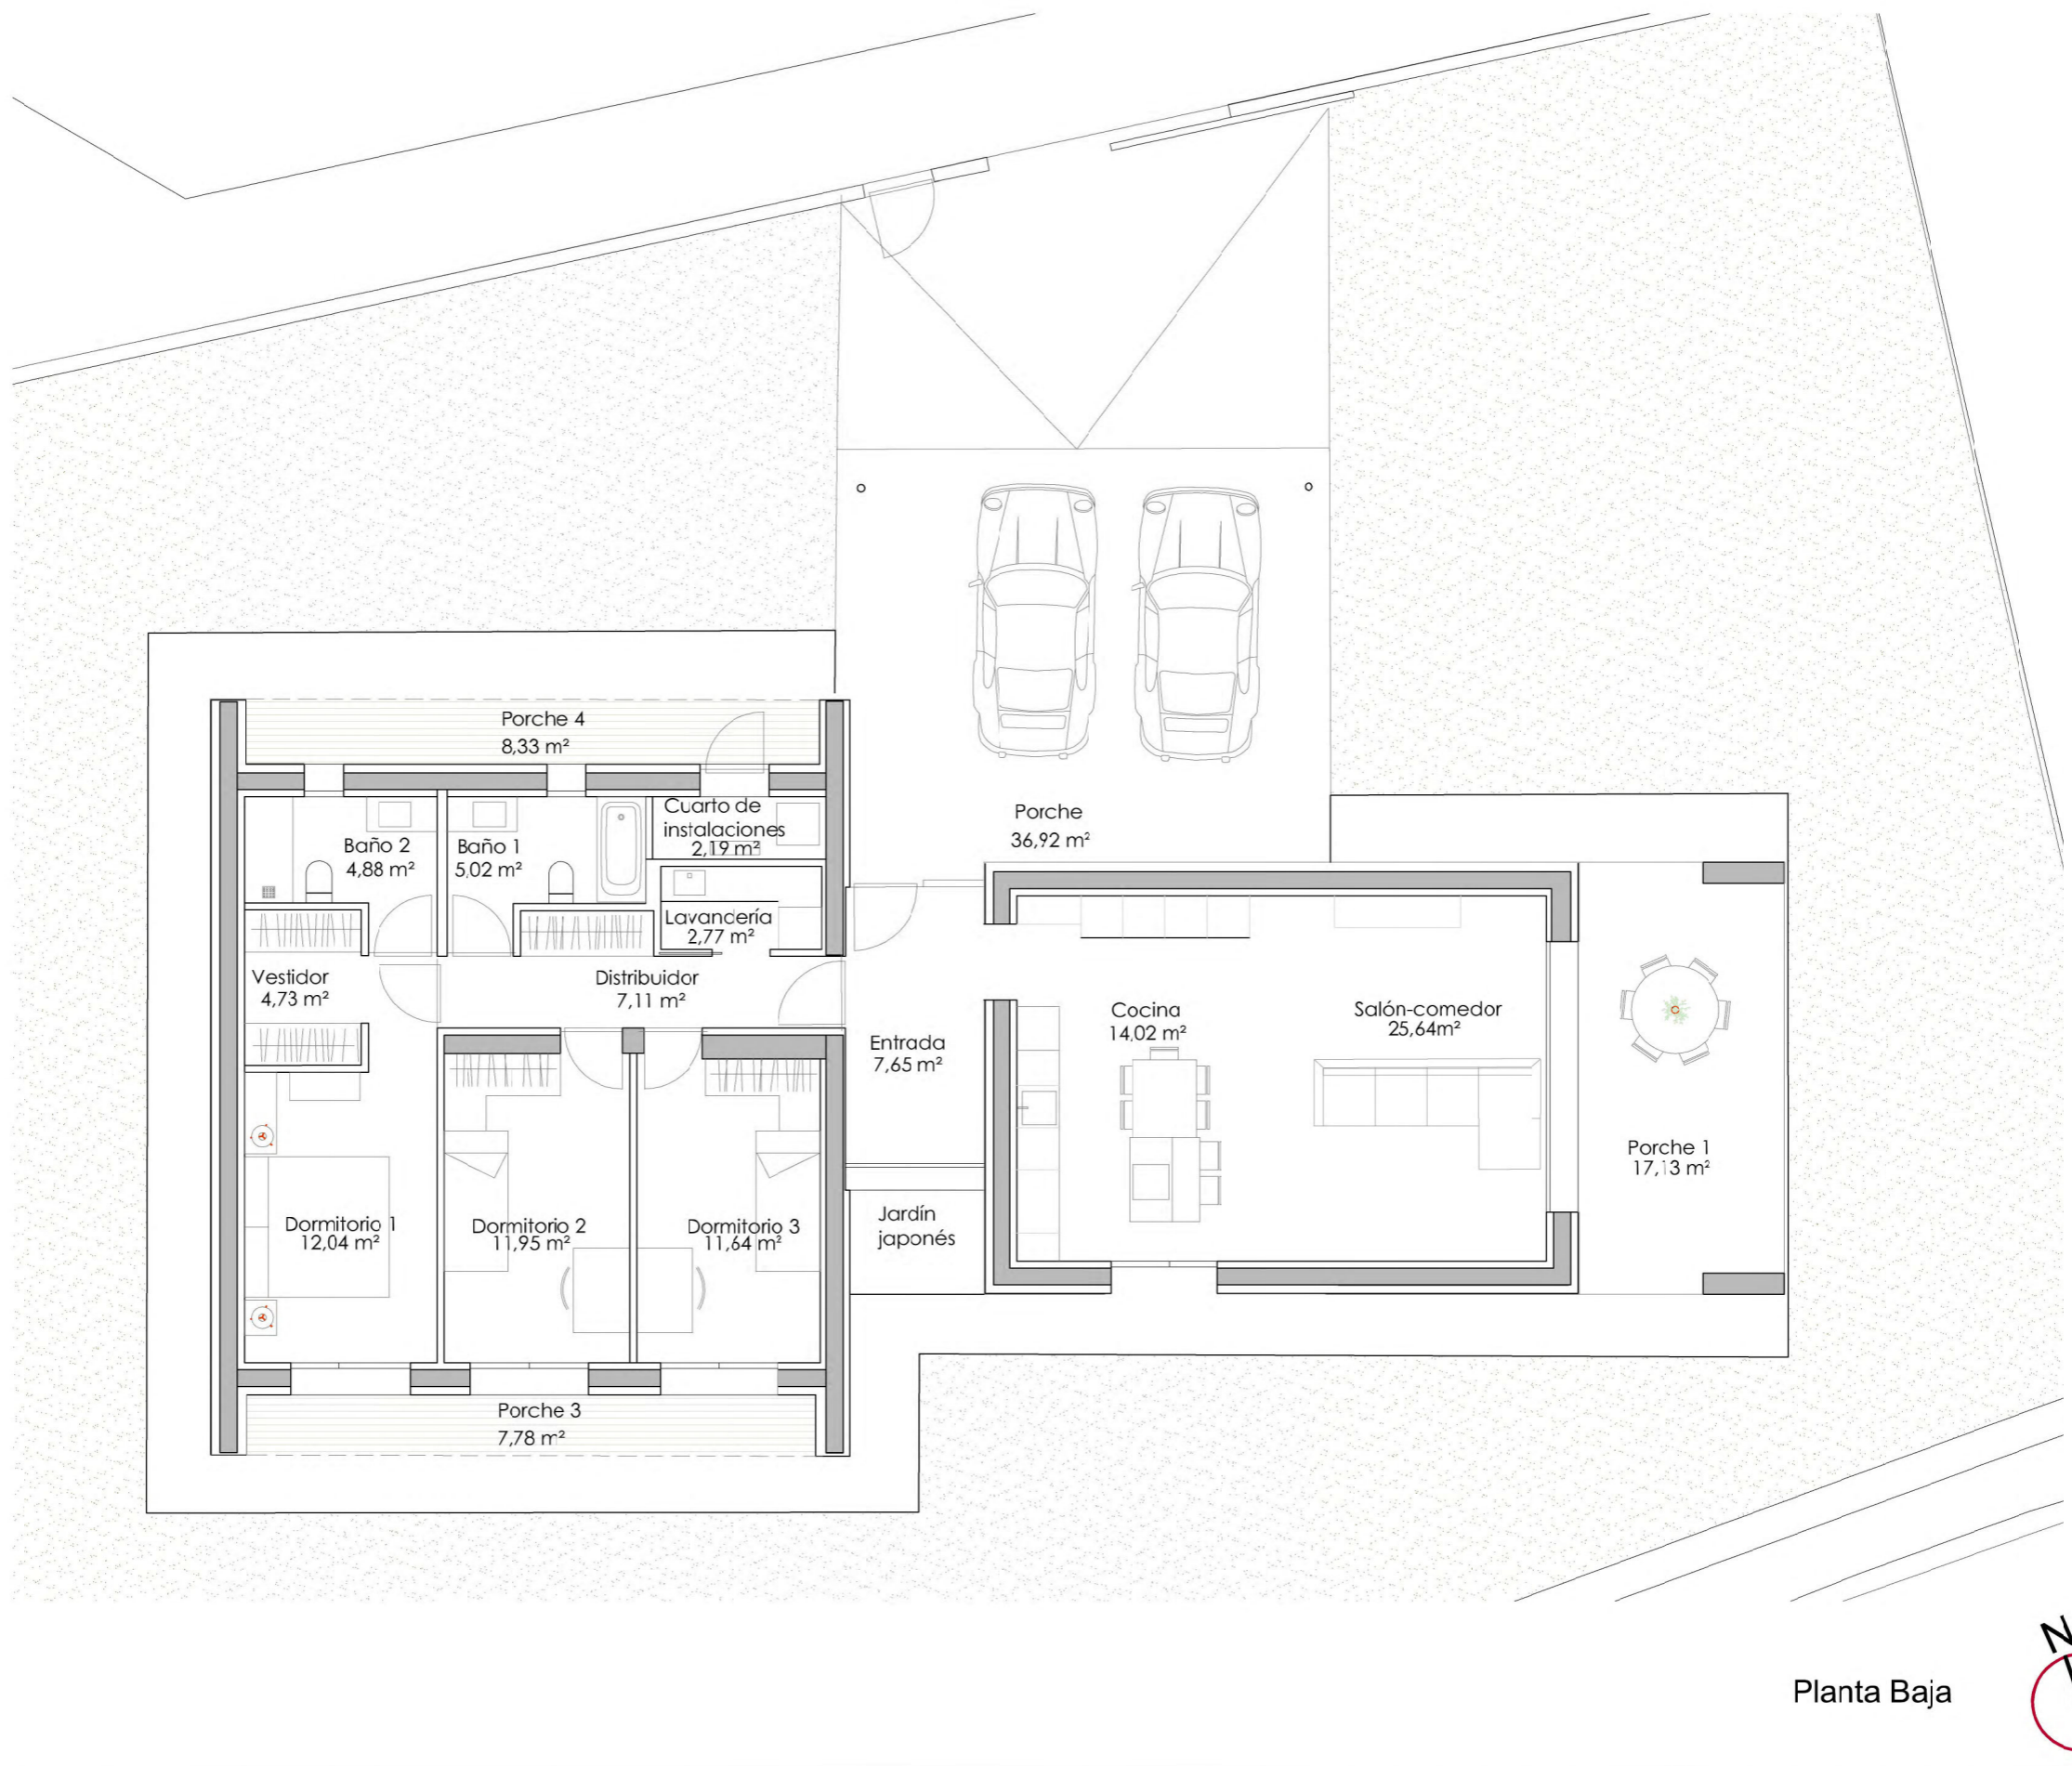 Porche 4
8,33 m²
Cuarto de
instalaciones
2,19 m²
Baño 2
4,88 m²
Baño 1
5,02 m²
Lavandería
2,77 m²
Vestidor
4,73 m²
Distribuidor
7,11 m²
Porche
36,92 m²
Entrada
7,65 m²
Cocina
14,02 m²
Salón-comedor
25,64m²
Porche 1
17,13 m²
Dormitorio 1
12,04 m²
Dormitorio 2
11,95 m²
Dormitorio 3
11,64 m²
Jardín
japonés
Porche 3
7,78 m²
N
Planta Baja